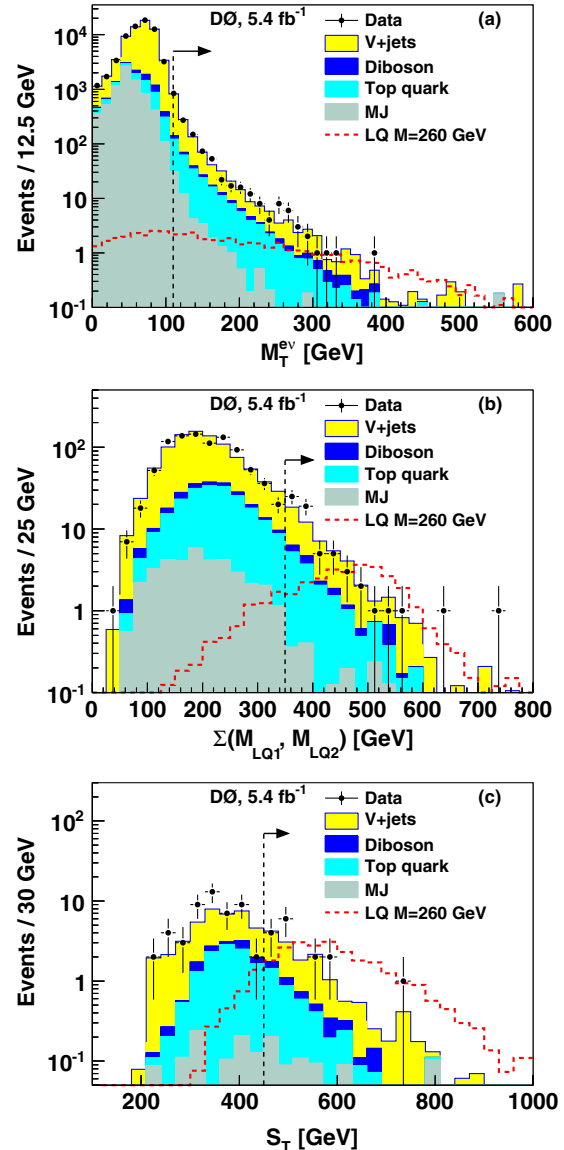 DØ, 5.4 fb⁻¹ (a)
Data
V+jets
Diboson
Top quark
MJ
LQ M=260 GeV
Events / 12.5 GeV
10⁴
10³
10²
10
1
10⁻¹
0 100 200 300 400 500 600
M_T^{eν} [GeV]
DØ, 5.4 fb⁻¹ (b)
Data
V+jets
Diboson
Top quark
MJ
LQ M=260 GeV
Events / 25 GeV
10²
10
1
10⁻¹
0 200 400 600 800
Σ(M_{LQ1}, M_{LQ2}) [GeV]
DØ, 5.4 fb⁻¹ (c)
Data
V+jets
Diboson
Top quark
MJ
LQ M=260 GeV
Events / 30 GeV
10²
10
1
10⁻¹
200 400 600 800 1000
S_T [GeV]